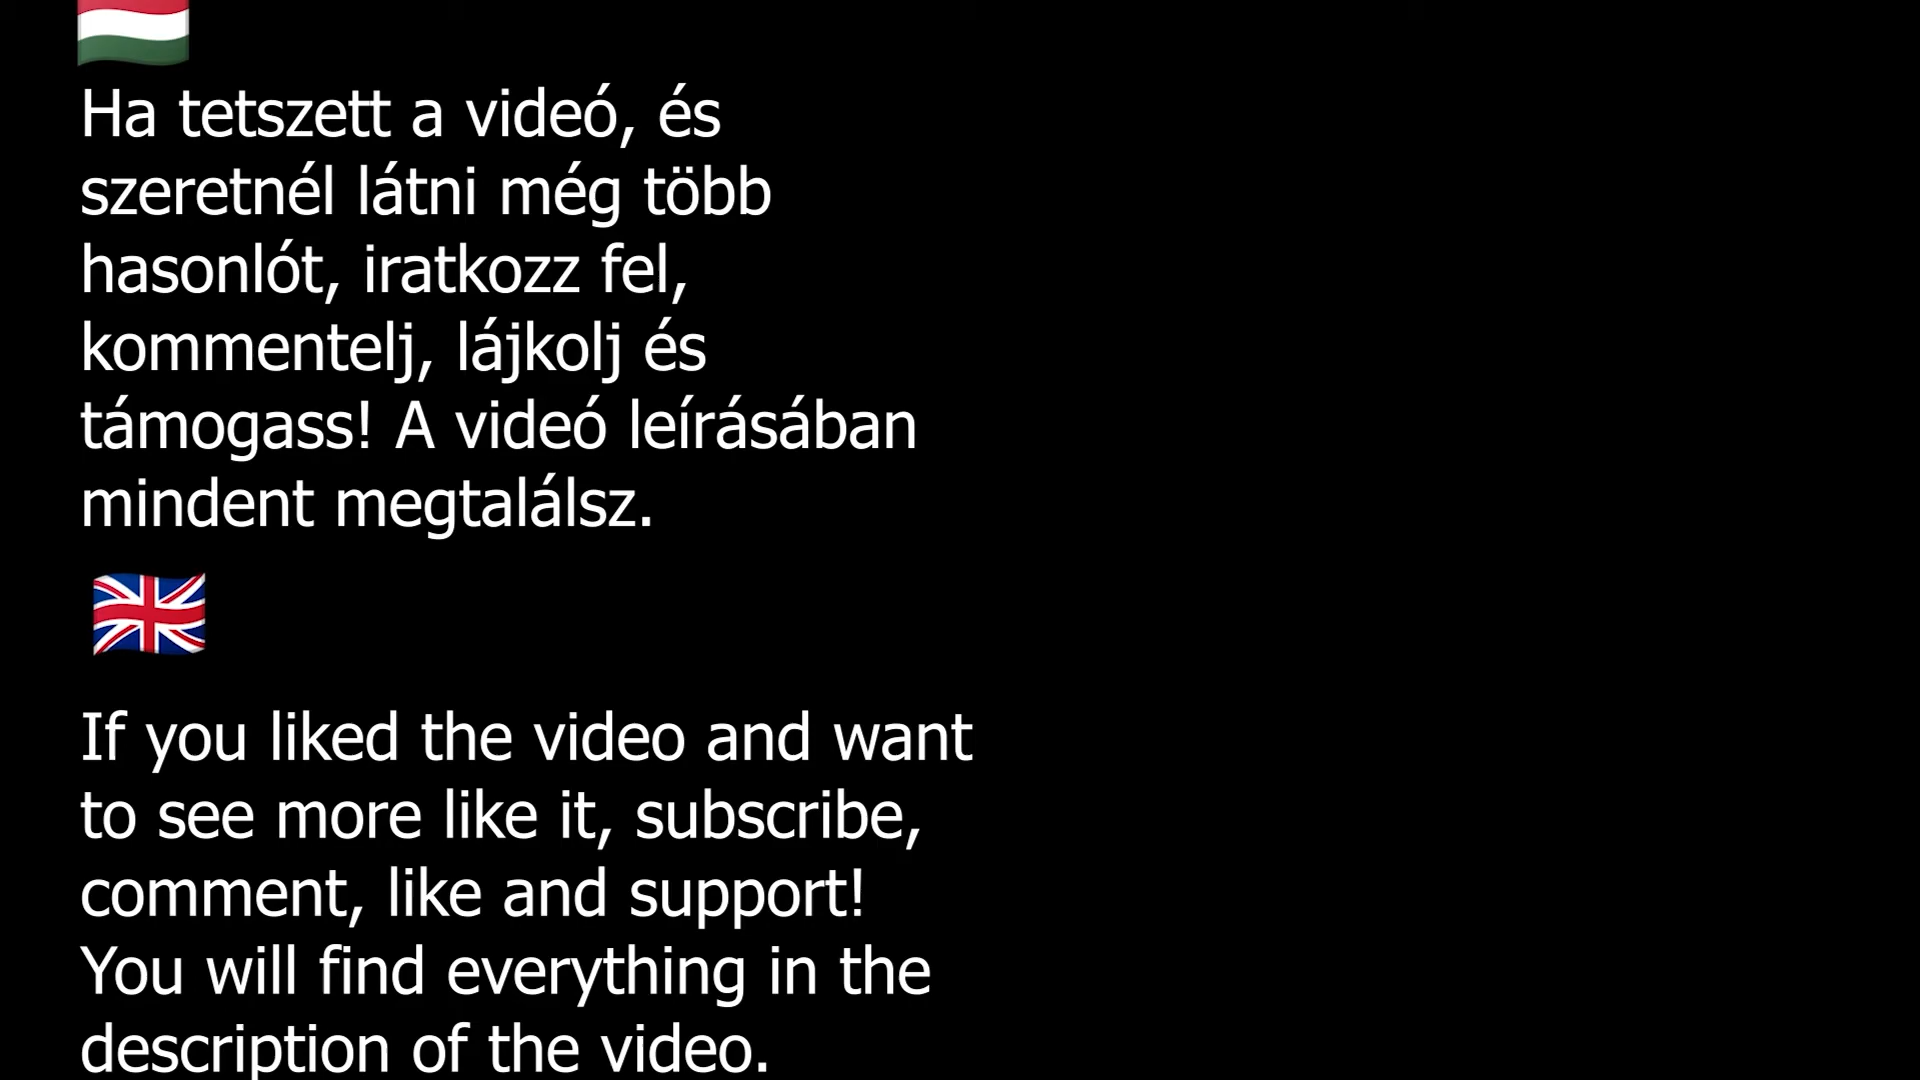 Ha tetszett a videó, és
szeretnél látni még több
hasonlót, iratkozz fel,
kommentelj, lájkolj és
támogass! A videó leírásában
mindent megtalálsz.
If you liked the video and want
to see more like it, subscribe,
comment, like and support!
You will find everything in the
description of the video.